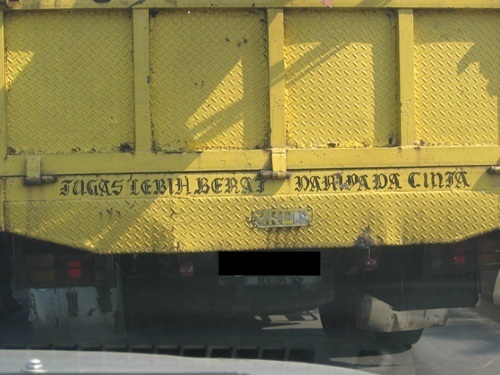 TUGAS LEBIH BERAT DARIPADA CINTA